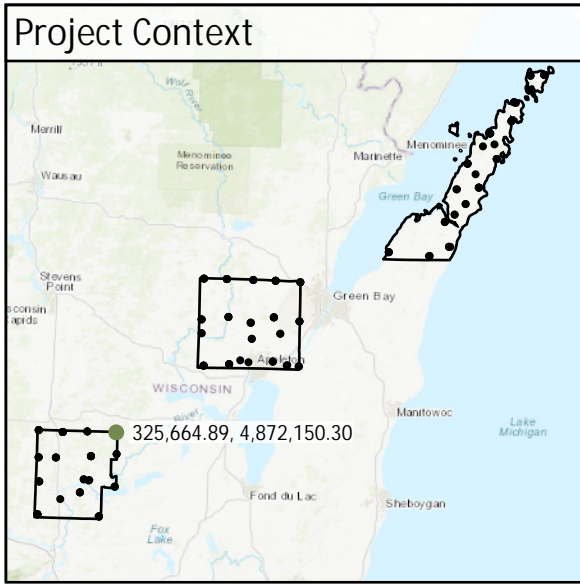 Project Context
Wolf
River
Merrill
Menominee
Menominee
Reservation
Marinette
Wausau
Green Bay
Stevens
Point
Green Bay
Appleton
WISCONSIN
Manitowoc
River
325,664.89, 4,872,150.30
Lake
Michigan
Fond du Lac
Sheboygan
Fox
Lake